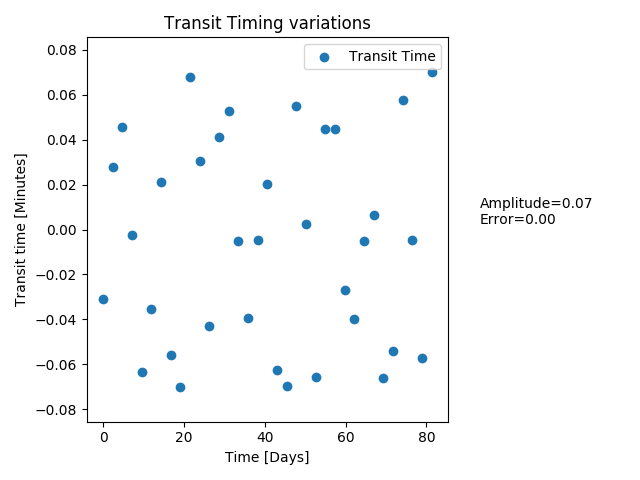 Transit Timing variations
Transit Time
0.08
0.06
0.04
0.02
0.00
−0.02
−0.04
−0.06
−0.08
Transit time [Minutes]
Amplitude=0.07
Error=0.00
0 20 40 60 80
Time [Days]